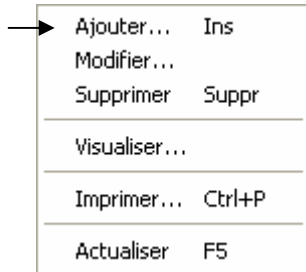 Ajouter... Ins
Modifier...
Supprimer Suppr
Visualiser...
Imprimer... Ctrl+P
Actualiser F5